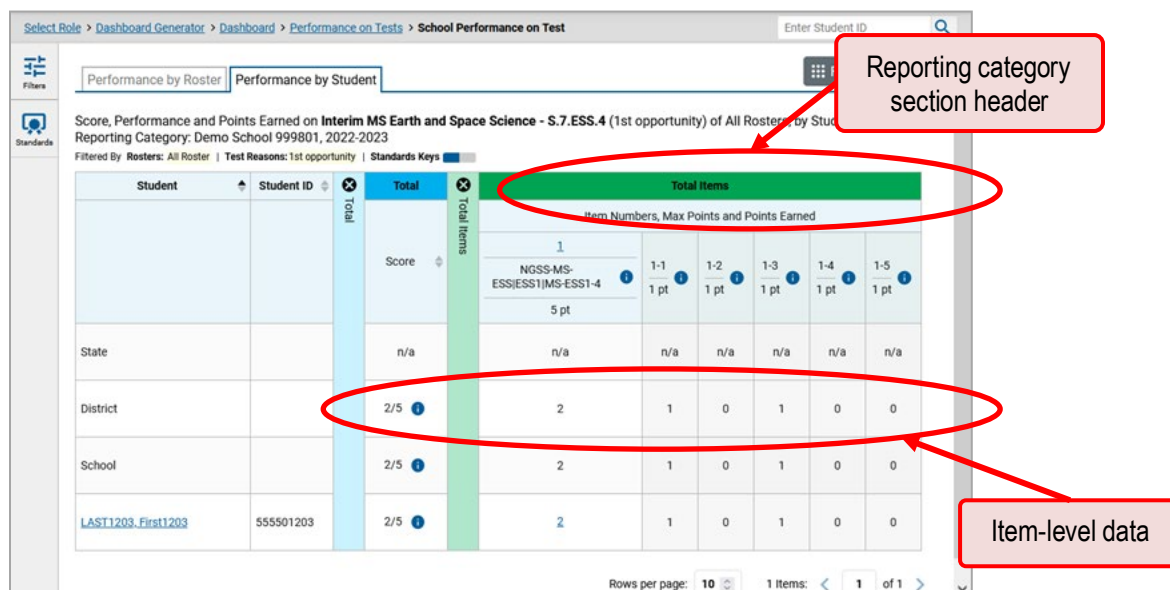 Select Role > Dashboard Generator > Dashboard > Performance on Tests > School Performance on Test
Enter Student ID
Filters
Standards
Performance by Roster
Performance by Student
Reporting category
section header
Score, Performance and Points Earned on Interim MS Earth and Space Science - S.7.ESS.4 (1st opportunity) of All Rosters, by
Reporting Category: Demo School 999801, 2022-2023
Filtered By Rosters: All Roster | Test Reasons: 1st opportunity | Standards Keys
Student Student ID Total Total Items
Total
Total Items
Item Numbers, Max Points and Points Earned
Score
1
NGSS-MS-
ESS|ESS1|MS-ESS1-4
5 pt
1-1 1-2 1-3 1-4 1-5
1 pt 1 pt 1 pt 1 pt 1 pt
State n/a n/a n/a n/a n/a n/a n/a
District 2/5 2 1 0 1 0 0
School 2/5 2 1 0 1 0 0
LAST1203, First1203 555501203 2/5 2 1 0 1 0 0
Item-level data
Rows per page: 10 1 Items: < 1 of 1 >